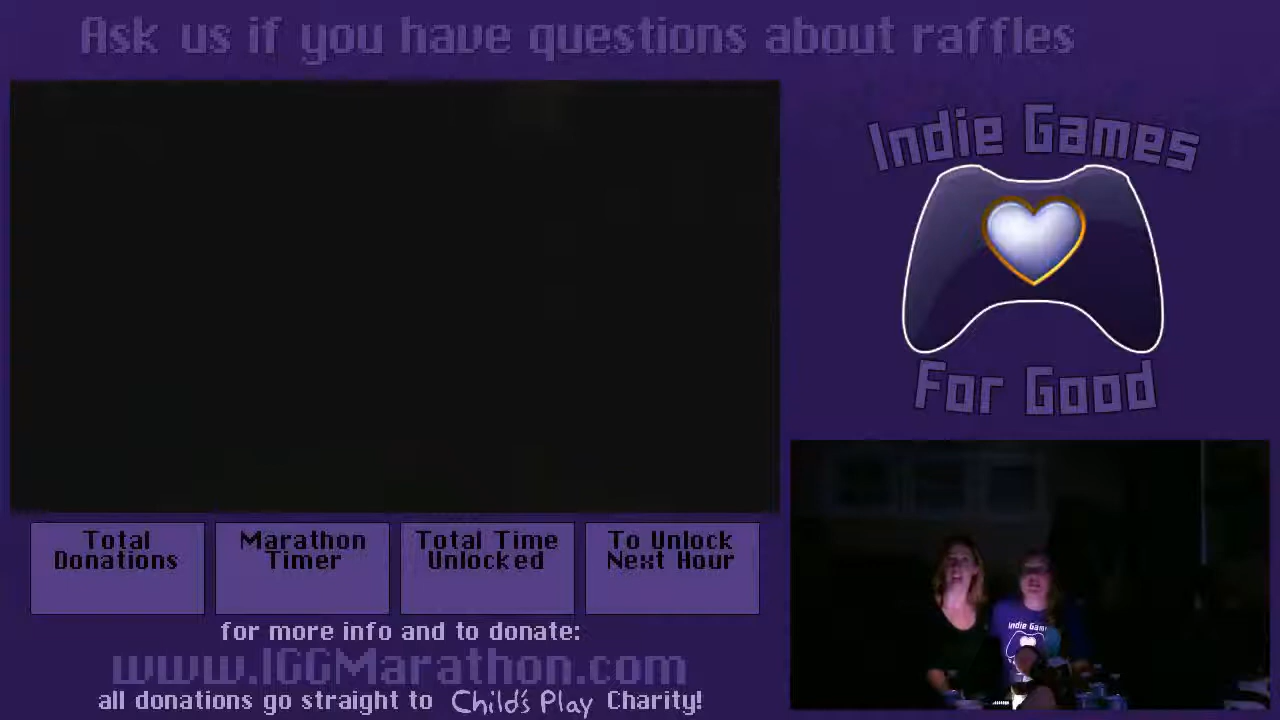 Ask us if you have questions about raffles
Indie Games
For Good
Total Donations
Marathon Timer
Total Time Unlocked
To Unlock Next Hour
for more info and to donate:
www.IGGMarathon.com
all donations go straight to Child's Play Charity!
Indie Game